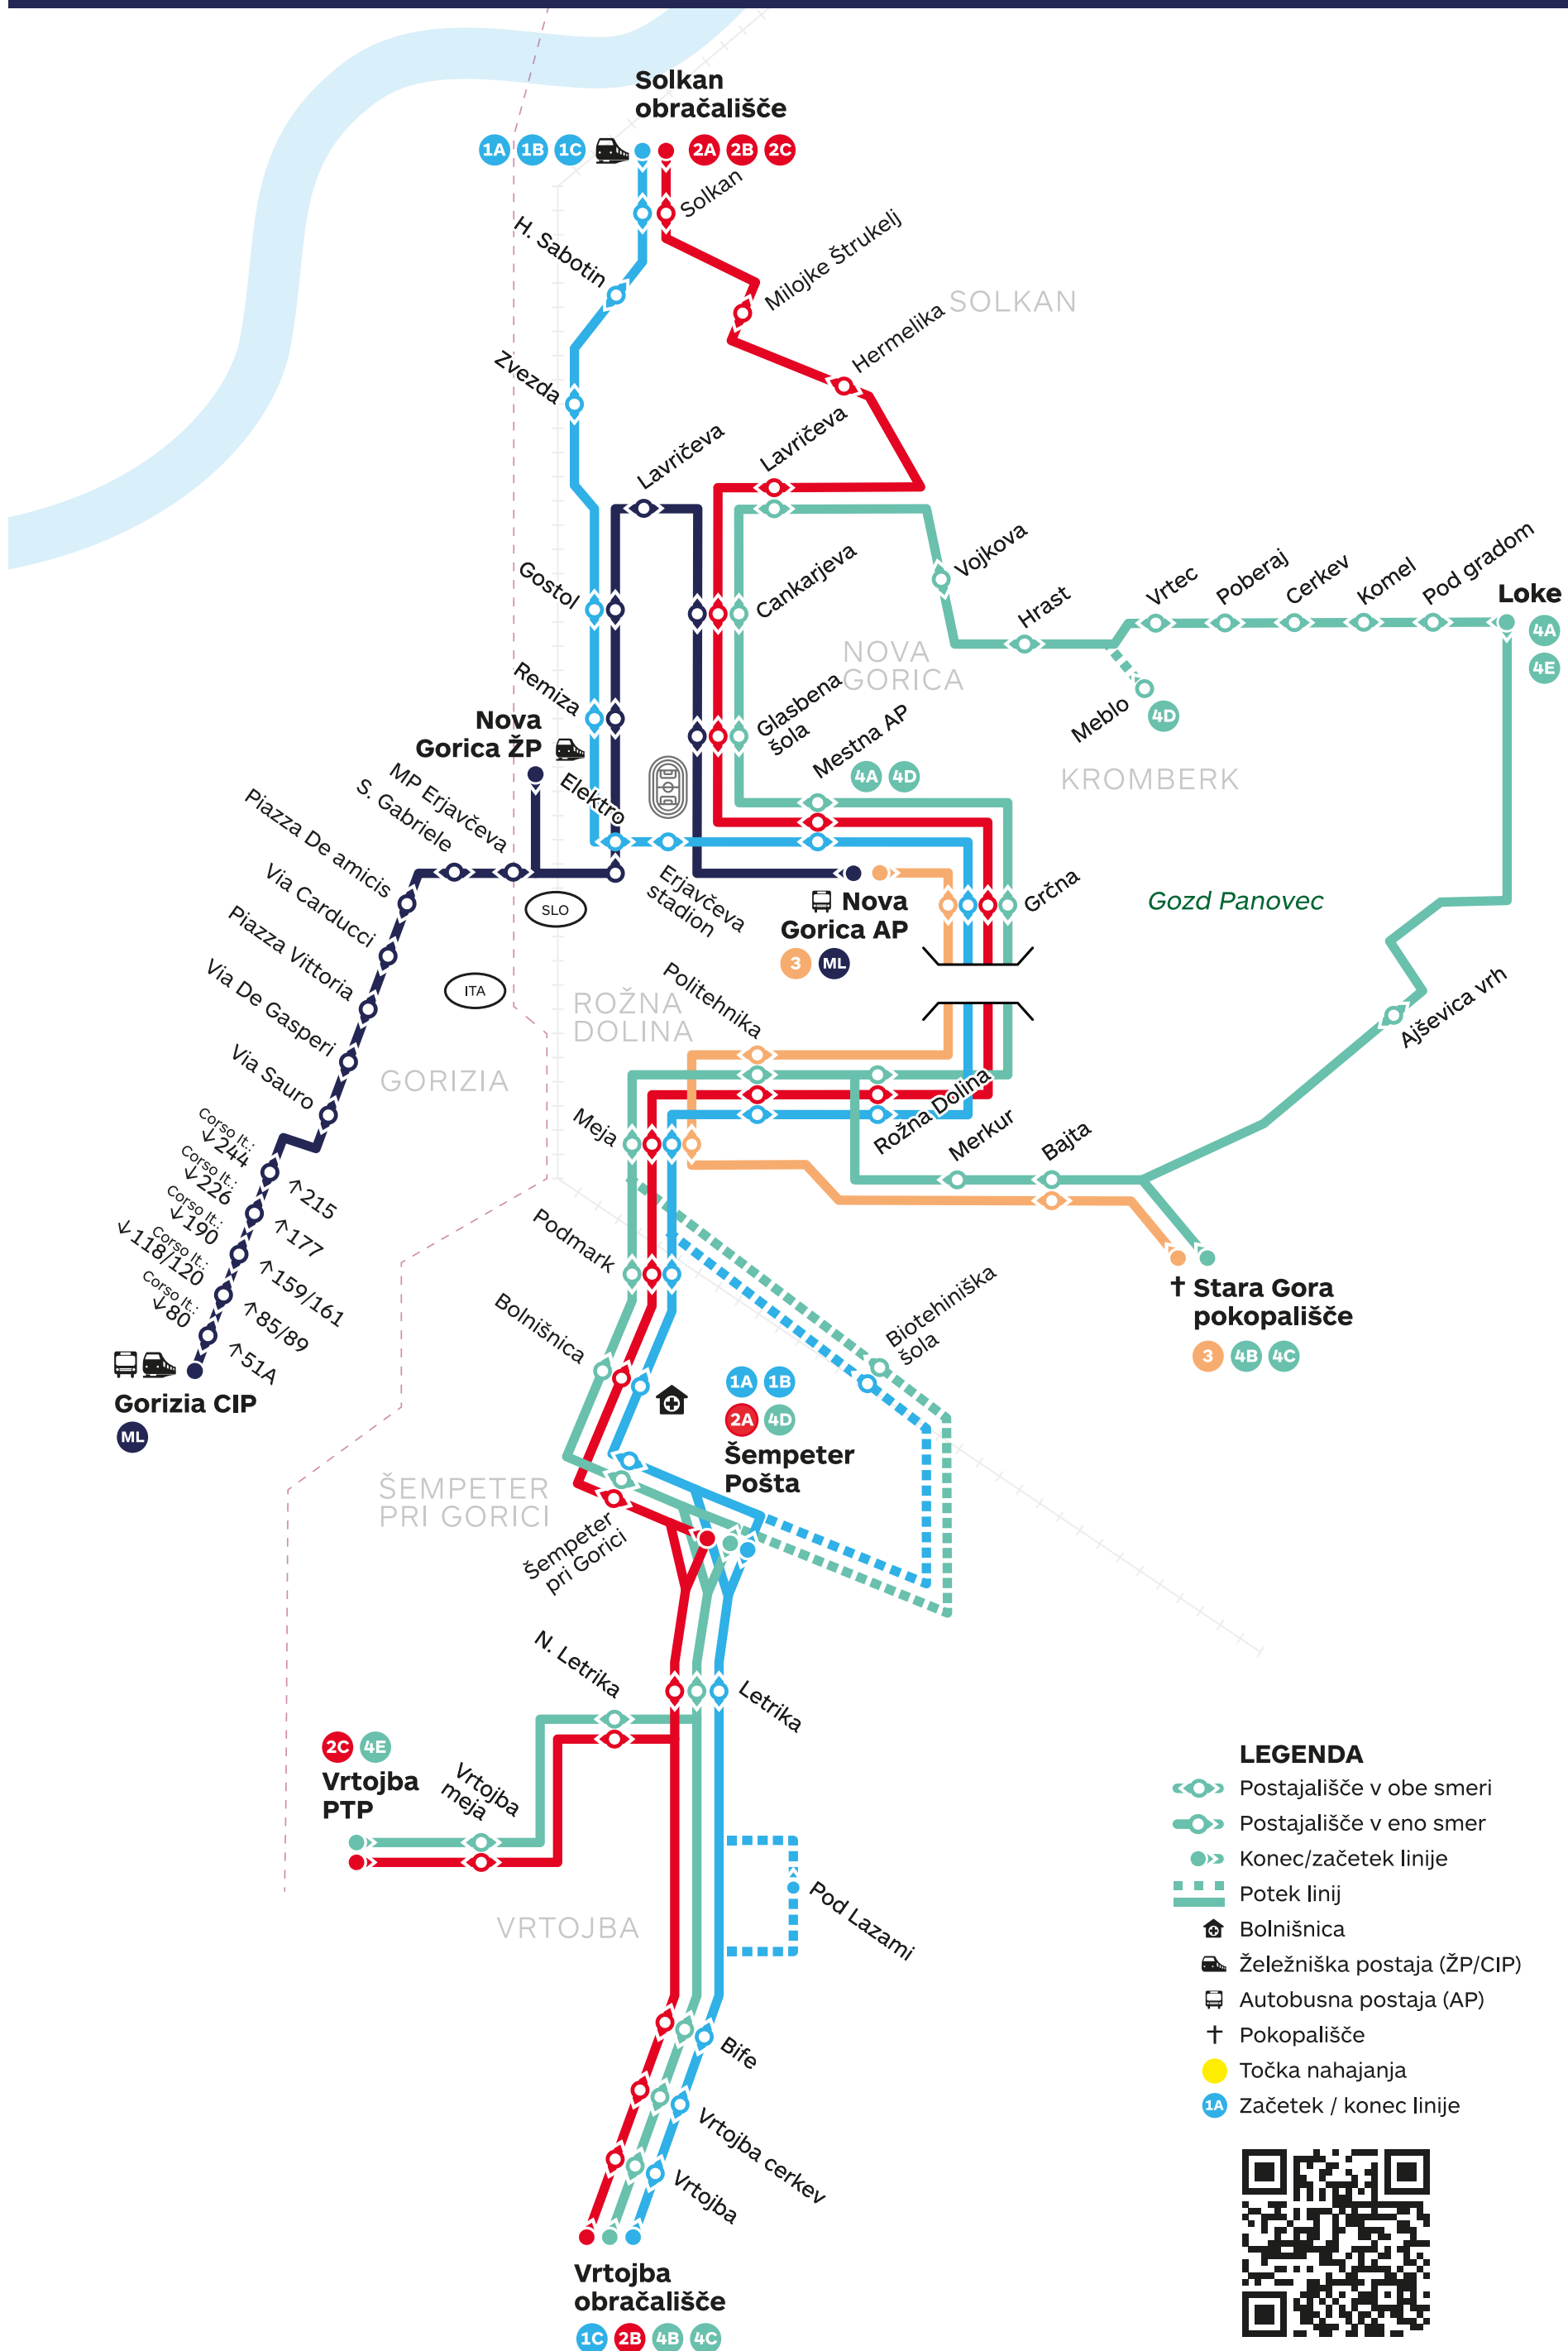 Solkan
obračališče
1A 1B 1C
2A 2B 2C
Solkan
H. Sabotin
Milojke Štrukelj
SOLKAN
Hermelika
Zvezda
Lavričeva
Lavričeva
Gostol
Cankarjeva
Vojkova
Hrast
Vrtec
Poberaj
Cerkev
Komel
Pod gradom
Loke
4A
4E
NOVA
GORICA
Remiza
Glasbena
šola
Meblo
4D
Nova
Gorica ŽP
Mestna AP
4A 4D
KROMBERK
Elektro
MP Erjavčeva
S. Gabriele
Piazza De amicis
Via Carducci
Piazza Vittoria
Via De Gasperi
Via Sauro
SLO
ITA
Erjavčeva
stadion
Nova
Gorica AP
3 ML
Grčna
Gozd Panovec
ROŽNA
DOLINA
Politehnika
Ajševica vrh
GORIZIA
Meja
Rožna Dolina
Merkur
Bajta
Corso It.:
↓244
Corso It.:
↓226
Corso It.:
↓190
Corso It.:
↓118/120
Corso It.:
↓80
↑215
↑177
↑159/161
↑85/89
↑51A
Gorizia CIP
ML
Podmark
Stara Gora
pokopališče
3 4B 4C
Bolnišnica
Biotehiniška
šola
1A 1B
2A 4D
Šempeter
Pošta
ŠEMPETER
PRI GORICI
Šempeter
pri Gorici
N. Letrika
Letrika
2C 4E
Vrtojba
PTP
Vrtojba
meja
Pod Lazami
VRTOJBA
Bife
Vrtojba cerkev
Vrtojba
Vrtojba
obračališče
1C 2B 4B 4C
LEGENDA
Postajališče v obe smeri
Postajališče v eno smer
Konec/začetek linije
Potek linij
Bolnišnica
Železniška postaja (ŽP/CIP)
Autobusna postaja (AP)
Pokopališče
Točka nahajanja
1A Začetek / konec linije